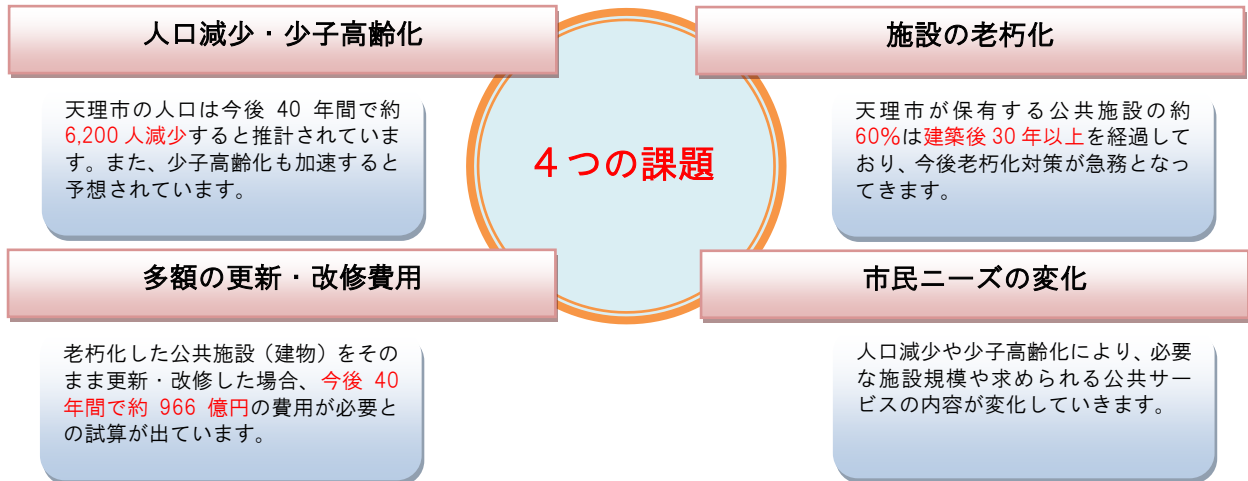 人口減少・少子高齢化
天理市の人口は今後 40 年間で約
6,200 人減少すると推計されていま
す。また、少子高齢化も加速すると
予想されています。
4つの課題
施設の老朽化
天理市が保有する公共施設の約
60%は建築後 30 年以上を経過して
おり、今後老朽化対策が急務となっ
てきます。
多額の更新・改修費用
老朽化した公共施設（建物）をその
まま更新・改修した場合、今後 40
年間で約 966 億円の費用が必要と
の試算が出ています。
市民ニーズの変化
人口減少や少子高齢化により、必要
な施設規模や求められる公共サー
ビスの内容が変化していきます。